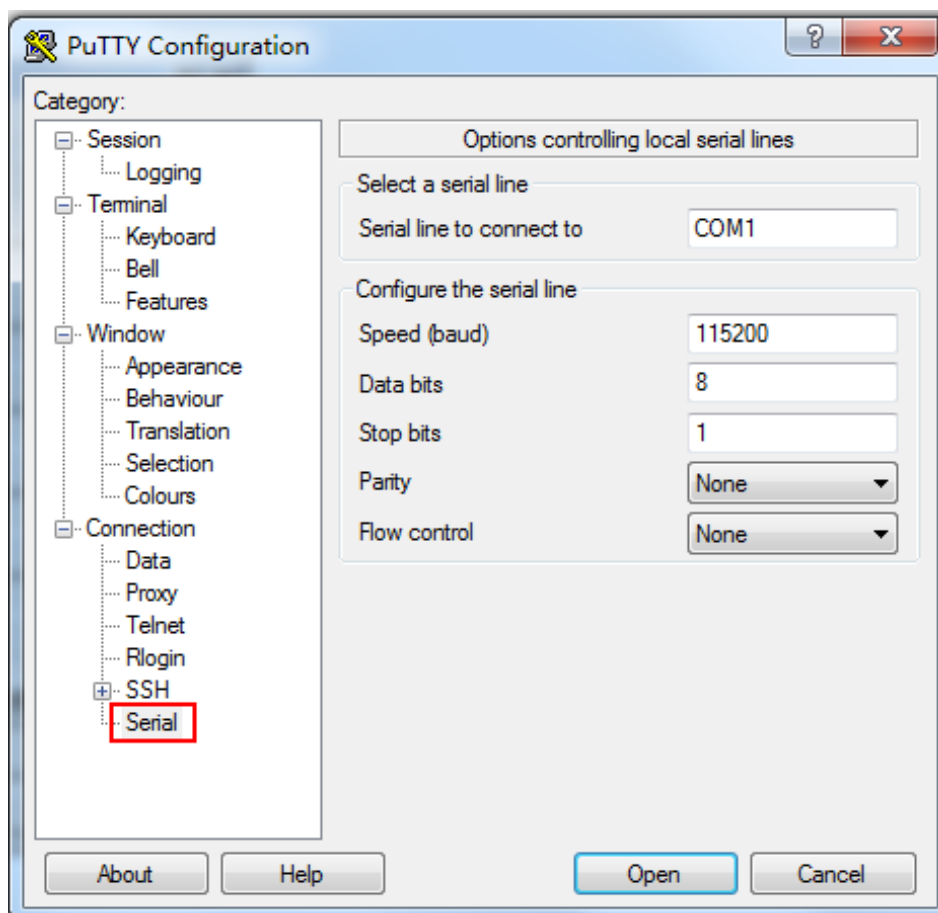 PuTTY Configuration
Category:
Session
Logging
Terminal
Keyboard
Bell
Features
Window
Appearance
Behaviour
Translation
Selection
Colours
Connection
Data
Proxy
Telnet
Rlogin
SSH
Serial
Options controlling local serial lines
Select a serial line
Serial line to connect to COM1
Configure the serial line
Speed (baud) 115200
Data bits 8
Stop bits 1
Parity None
Flow control None
About Help Open Cancel